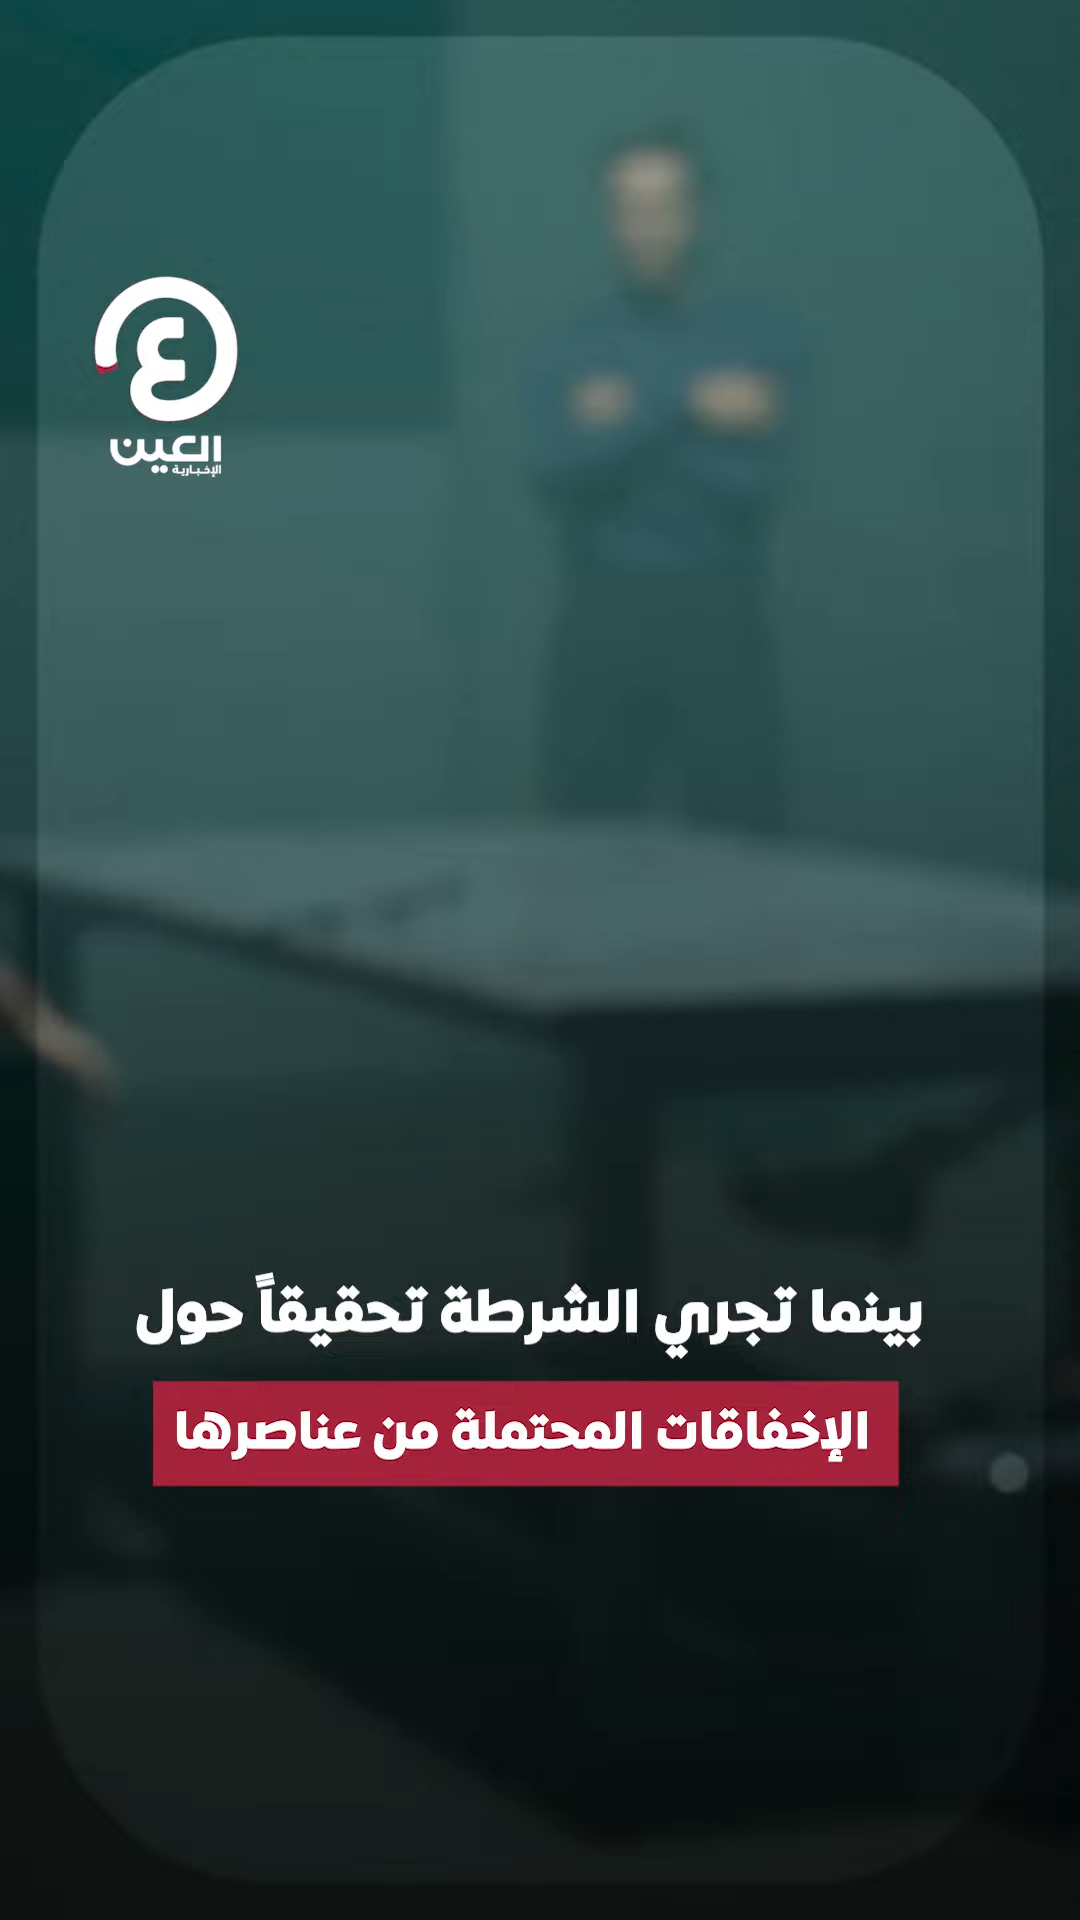 ع
العين
الإخبارية
بينما تجري الشرطة تحقيقاً حول
الإخفاقات المحتملة من عناصرها